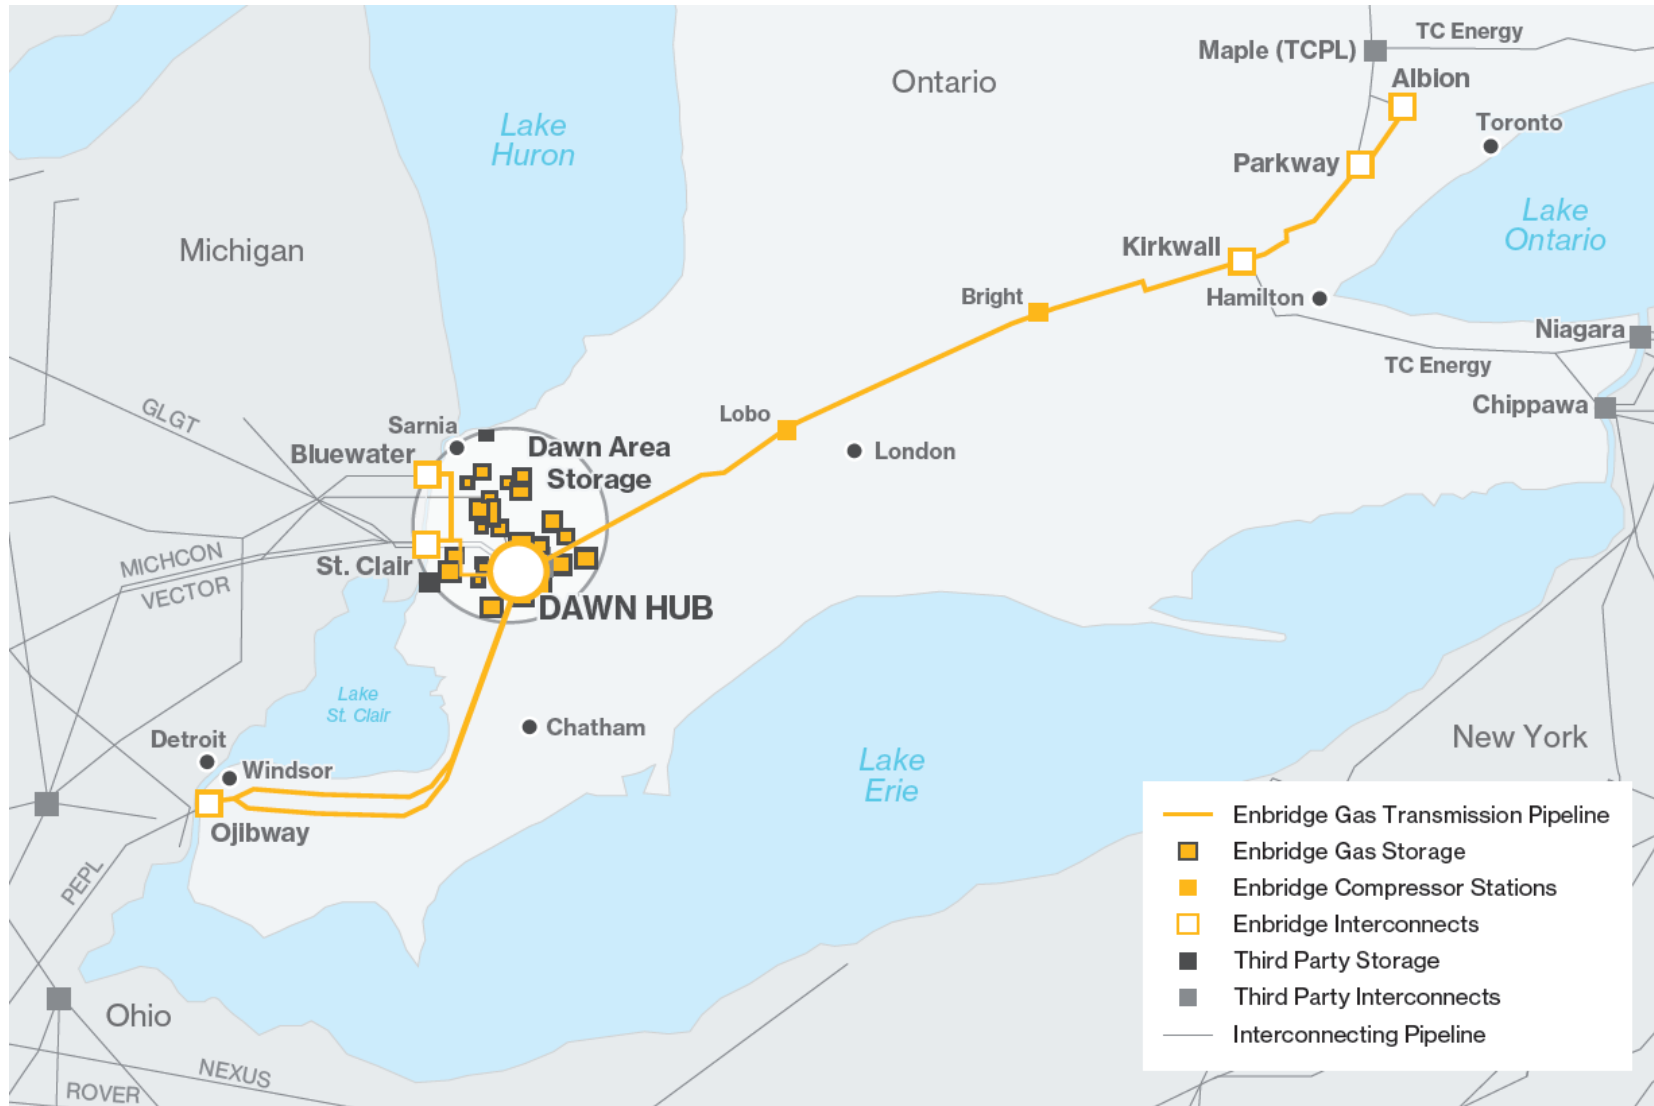 TC Energy
Maple (TCPL)
Albion
Ontario
Toronto
Lake
Huron
Parkway
Lake
Ontario
Michigan
Kirkwall
Bright
Hamilton
Niagara
TC Energy
Chippawa
GLGT
Sarnia
Lobo
Bluewater
Dawn Area
Storage
London
MICHCON
St. Clair
VECTOR
DAWN HUB
Lake
St. Clair
Chatham
Detroit
Windsor
New York
Lake
Erie
Ojibway
PEPL
Ohio
NEXUS
ROVER
Enbridge Gas Transmission Pipeline
Enbridge Gas Storage
Enbridge Compressor Stations
Enbridge Interconnects
Third Party Storage
Third Party Interconnects
Interconnecting Pipeline